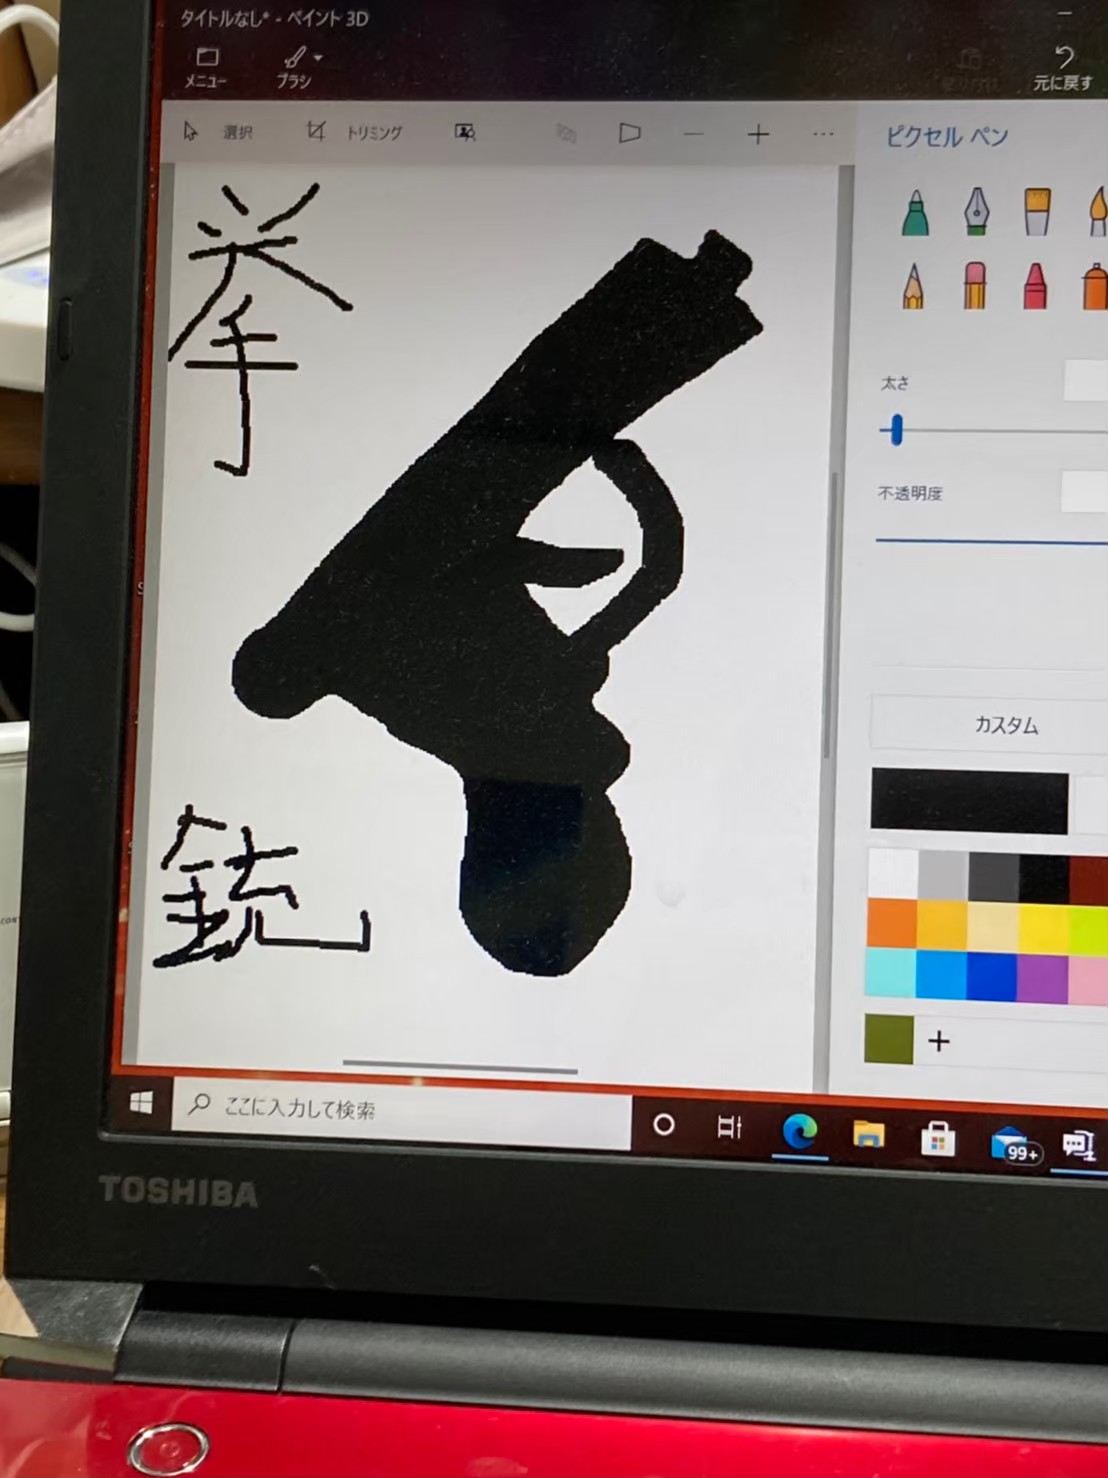 タイトルなし* - ペイント 3D
メニュー
ブラシ
元に戻す
選択
トリミング
ピクセル ペン
拳
銃
太さ
不透明度
カスタム
ここに入力して検索
99+
TOSHIBA